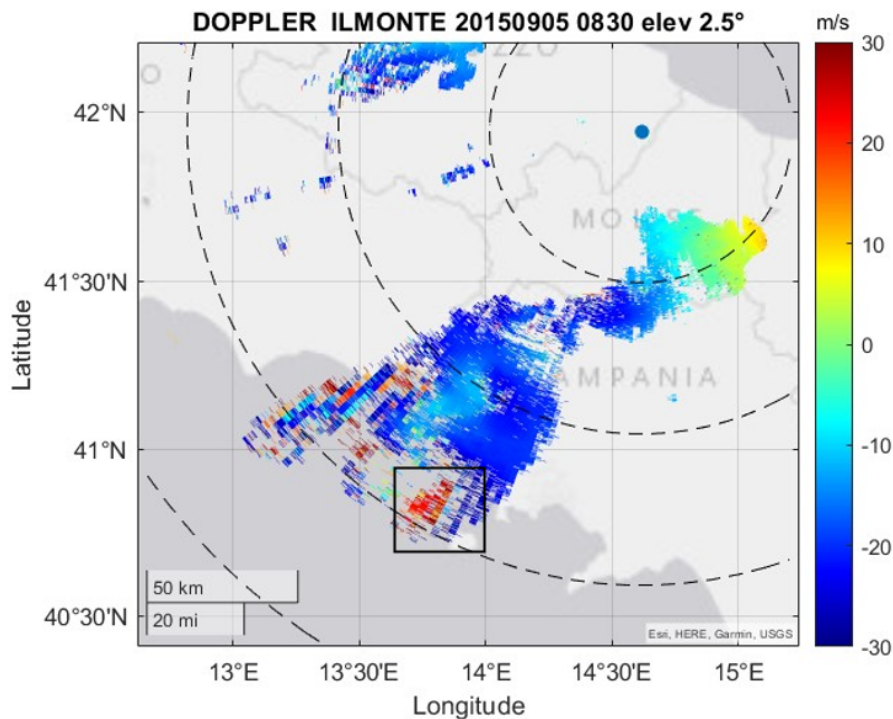 DOPPLER ILMONTE 20150905 0830 elev 2.5°
m/s
30
20
10
0
-10
-20
-30
42°N
41°30'N
41°N
40°30'N
Latitude
ZZO
O
MOLISE
AMPANIA
50 km
20 mi
Esri, HERE, Garmin, USGS
13°E
13°30'E
14°E
14°30'E
15°E
Longitude